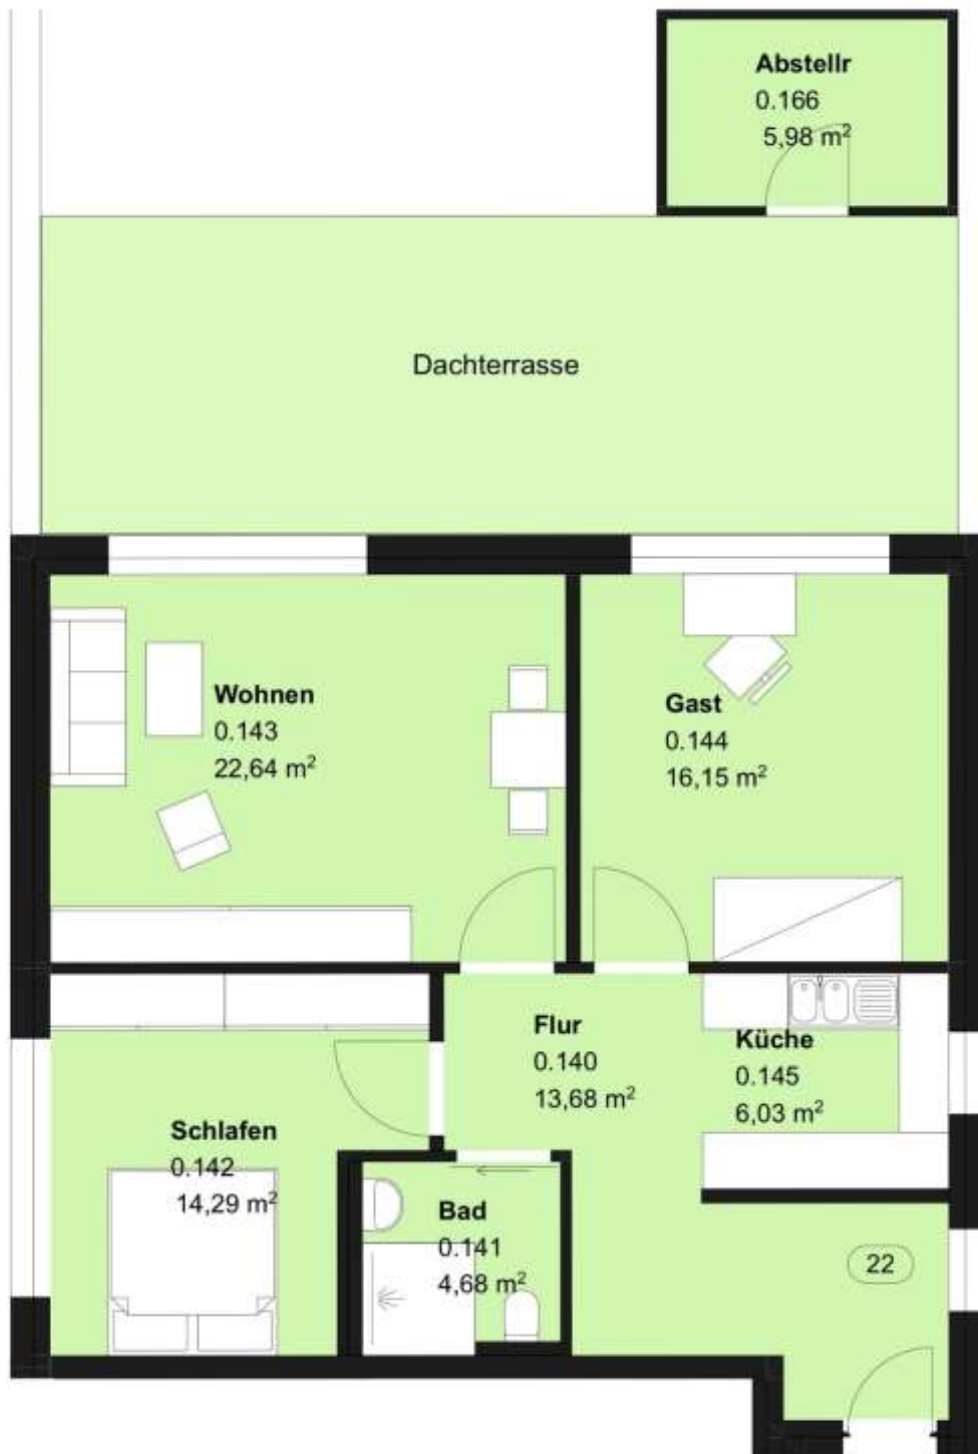 Abstellr
0.166
5,98 m²
Dachterrasse
Wohnen
0.143
22,64 m²
Gast
0.144
16,15 m²
Flur
0.140
13,68 m²
Küche
0.145
6,03 m²
Schlafen
0.142
14,29 m²
Bad
0.141
4,68 m²
22